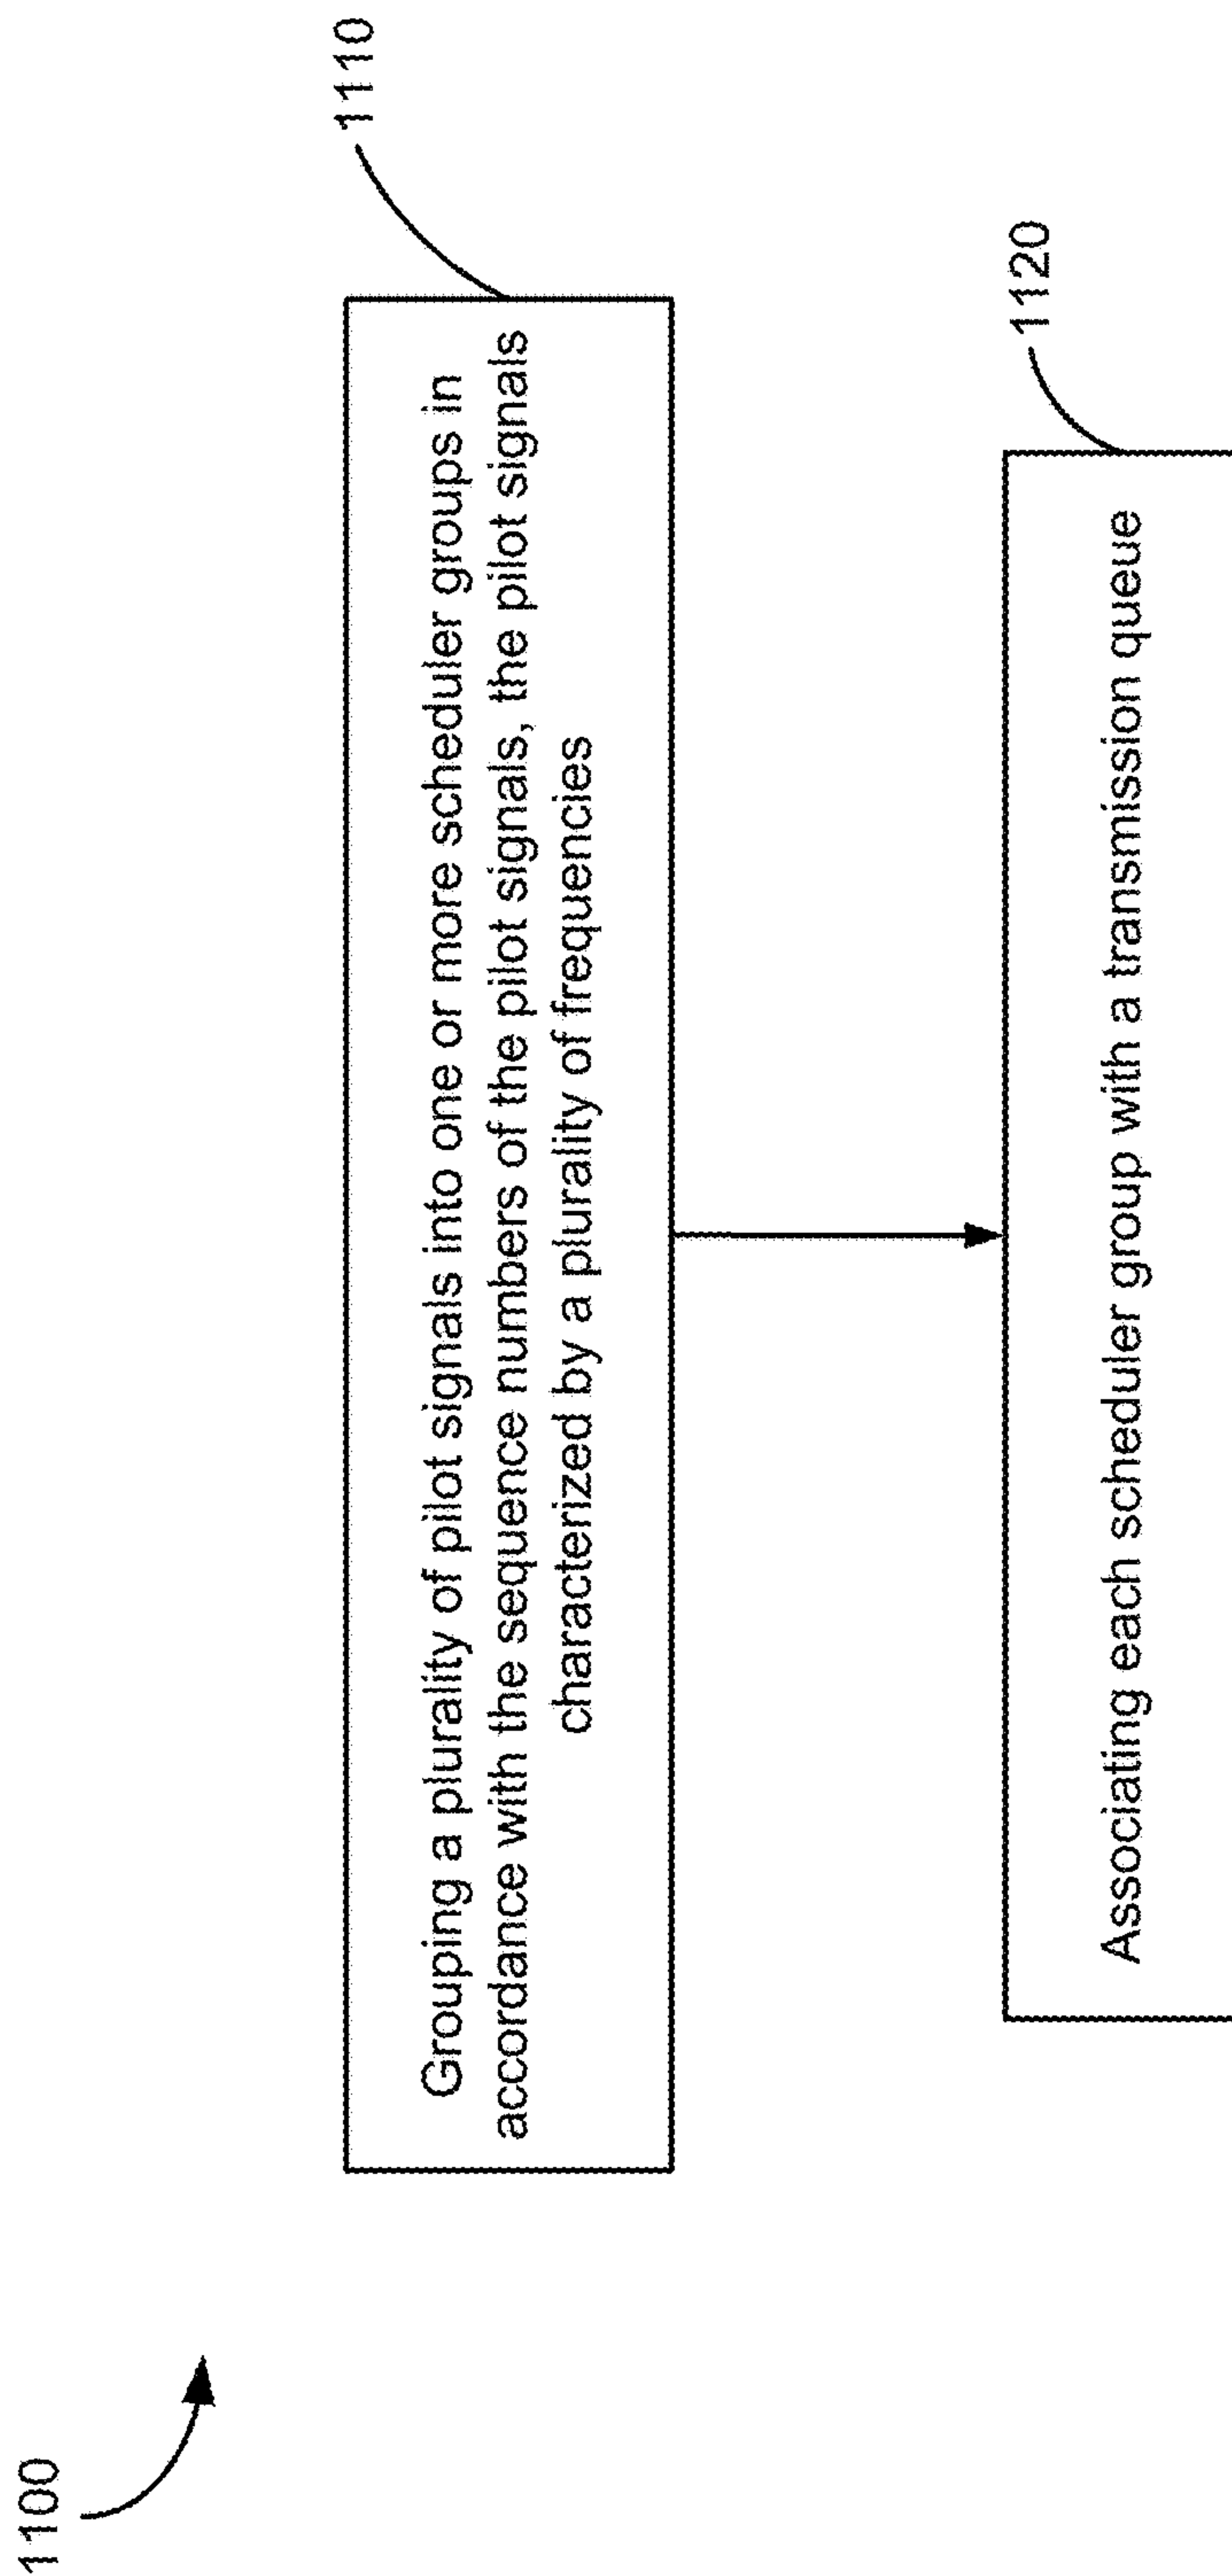 1100
1110
Grouping a plurality of pilot signals into one or more scheduler groups in
accordance with the sequence numbers of the pilot signals, the pilot signals
characterized by a plurality of frequencies
1120
Associating each scheduler group with a transmission queue